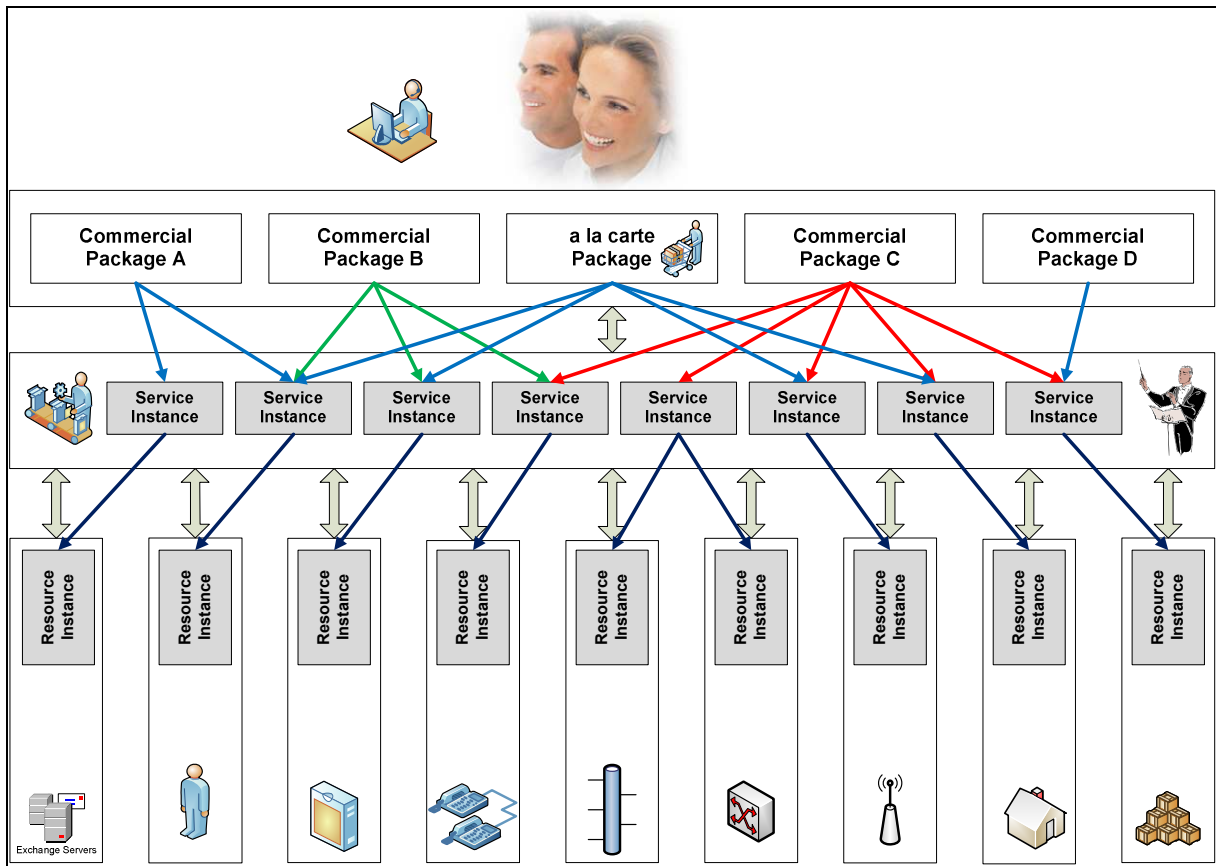 Commercial
Package A
Commercial
Package B
a la carte
Package
Commercial
Package C
Commercial
Package D
Service
Instance
Service
Instance
Service
Instance
Service
Instance
Service
Instance
Service
Instance
Service
Instance
Service
Instance
Resource
Instance
Resource
Instance
Resource
Instance
Resource
Instance
Resource
Instance
Resource
Instance
Resource
Instance
Resource
Instance
Resource
Instance
Exchange Servers